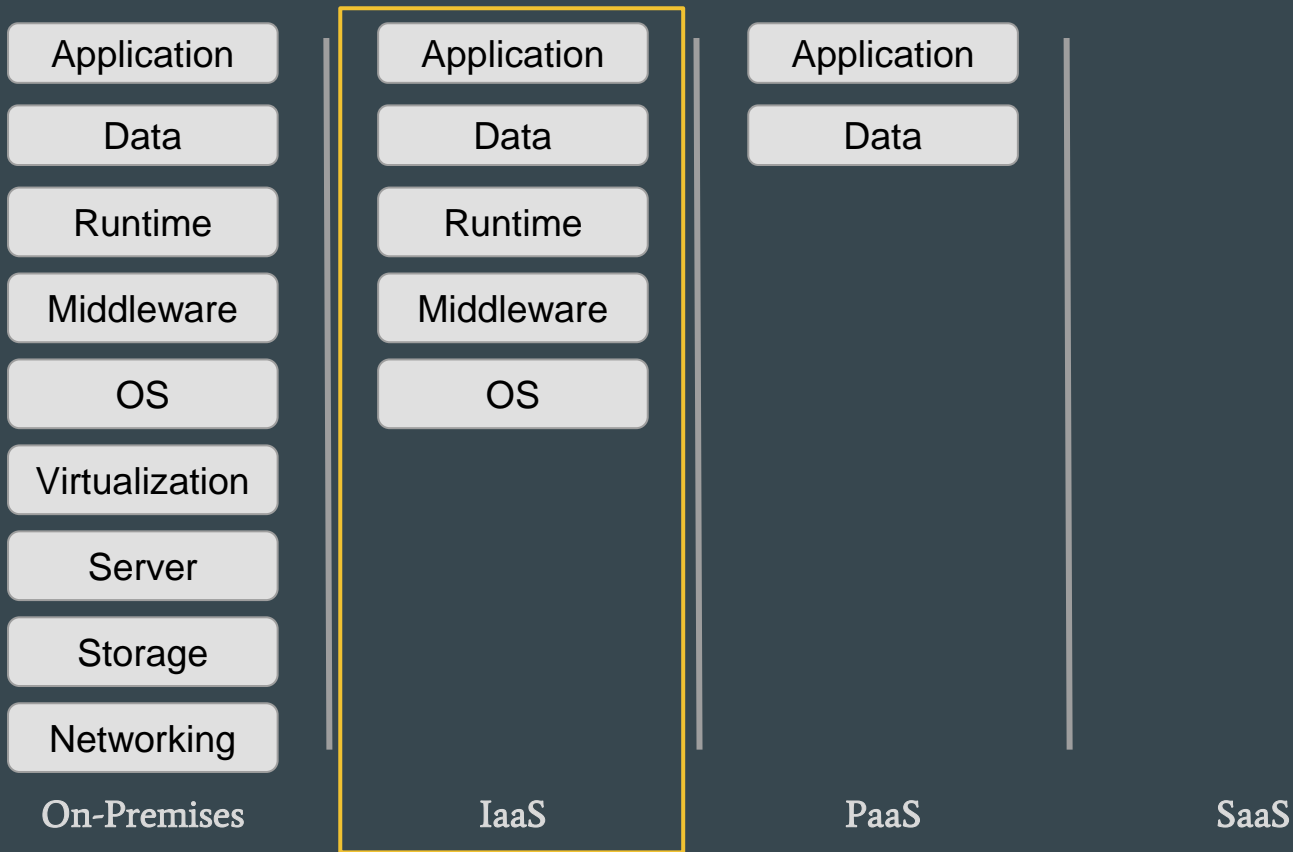 Application
Data
Runtime
Middleware
OS
Virtualization
Server
Storage
Networking
On-Premises
Application
Data
Runtime
Middleware
OS
IaaS
Application
Data
PaaS
SaaS